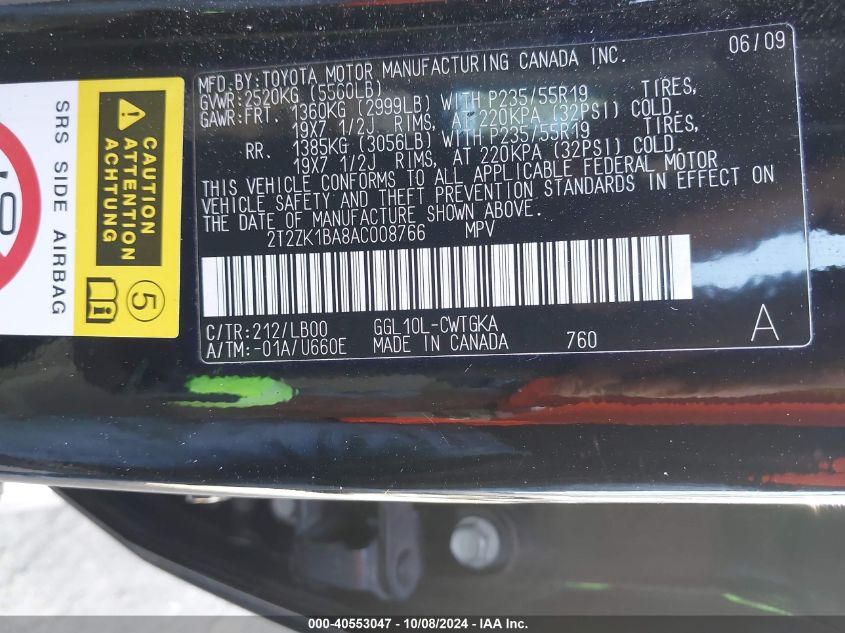 MFD.BY:TOYOTA MOTOR MANUFACTURING CANADA INC. 06/09
GVWR:2520KG (5560LB)
GAWR:FRT. 1360KG (2999LB) WITH P235/55R19 TIRES,
19X7 1/2J RIMS, AT 220KPA (32PSI) COLD.
RR. 1385KG (3056LB) WITH P235/55R19 TIRES,
19X7 1/2J RIMS, AT 220KPA (32PSI) COLD.
THIS VEHICLE CONFORMS TO ALL APPLICABLE FEDERAL MOTOR
VEHICLE SAFETY AND THEFT PREVENTION STANDARDS IN EFFECT ON
THE DATE OF MANUFACTURE SHOWN ABOVE.
2T2ZK1BA8AC008766 MPV
C/TR:212/LB00 GGL10L-CWTGKA
A/TM:-01A/U660E MADE IN CANADA 760 A
SRS SIDE AIRBAG
CAUTION
ATTENTION
ACHTUNG
5
000-40553047 - 10/08/2024 - IAA Inc.